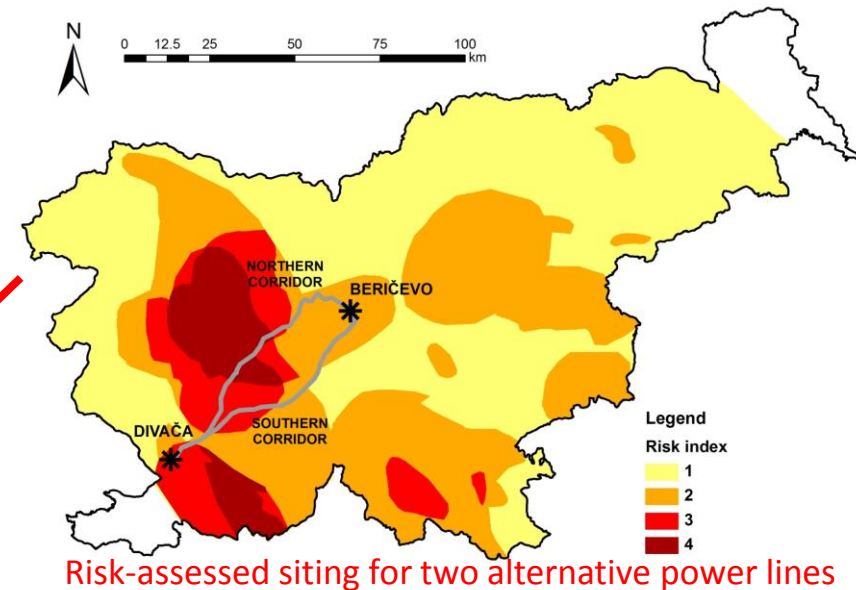 N
0 12.5 25 50 75 100
km
NORTHERN
CORRIDOR
BERIČEVO
DIVAČA
SOUTHERN
CORRIDOR
Legend
Risk index
1
2
3
4
Risk-assessed siting for two alternative power lines